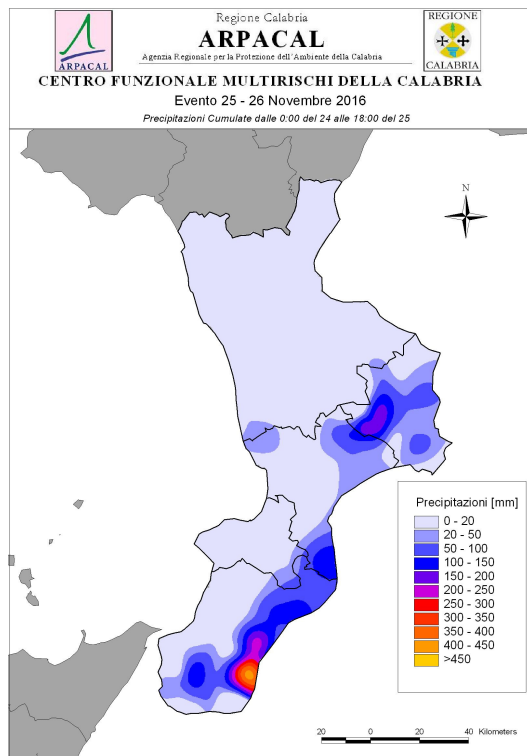 Regione Calabria
ARPACAL
Agenzia Regionale per la Protezione dell'Ambiente della Calabria
ARPACAL
REGIONE
CALABRIA
CENTRO FUNZIONALE MULTIRISCHI DELLA CALABRIA
Evento 25 - 26 Novembre 2016
Precipitazioni Cumulate dalle 0:00 del 24 alle 18:00 del 25
N
Precipitazioni [mm]
0 - 20
20 - 50
50 - 100
100 - 150
150 - 200
200 - 250
250 - 300
300 - 350
350 - 400
400 - 450
>450
20 0 20 40 Kilometers